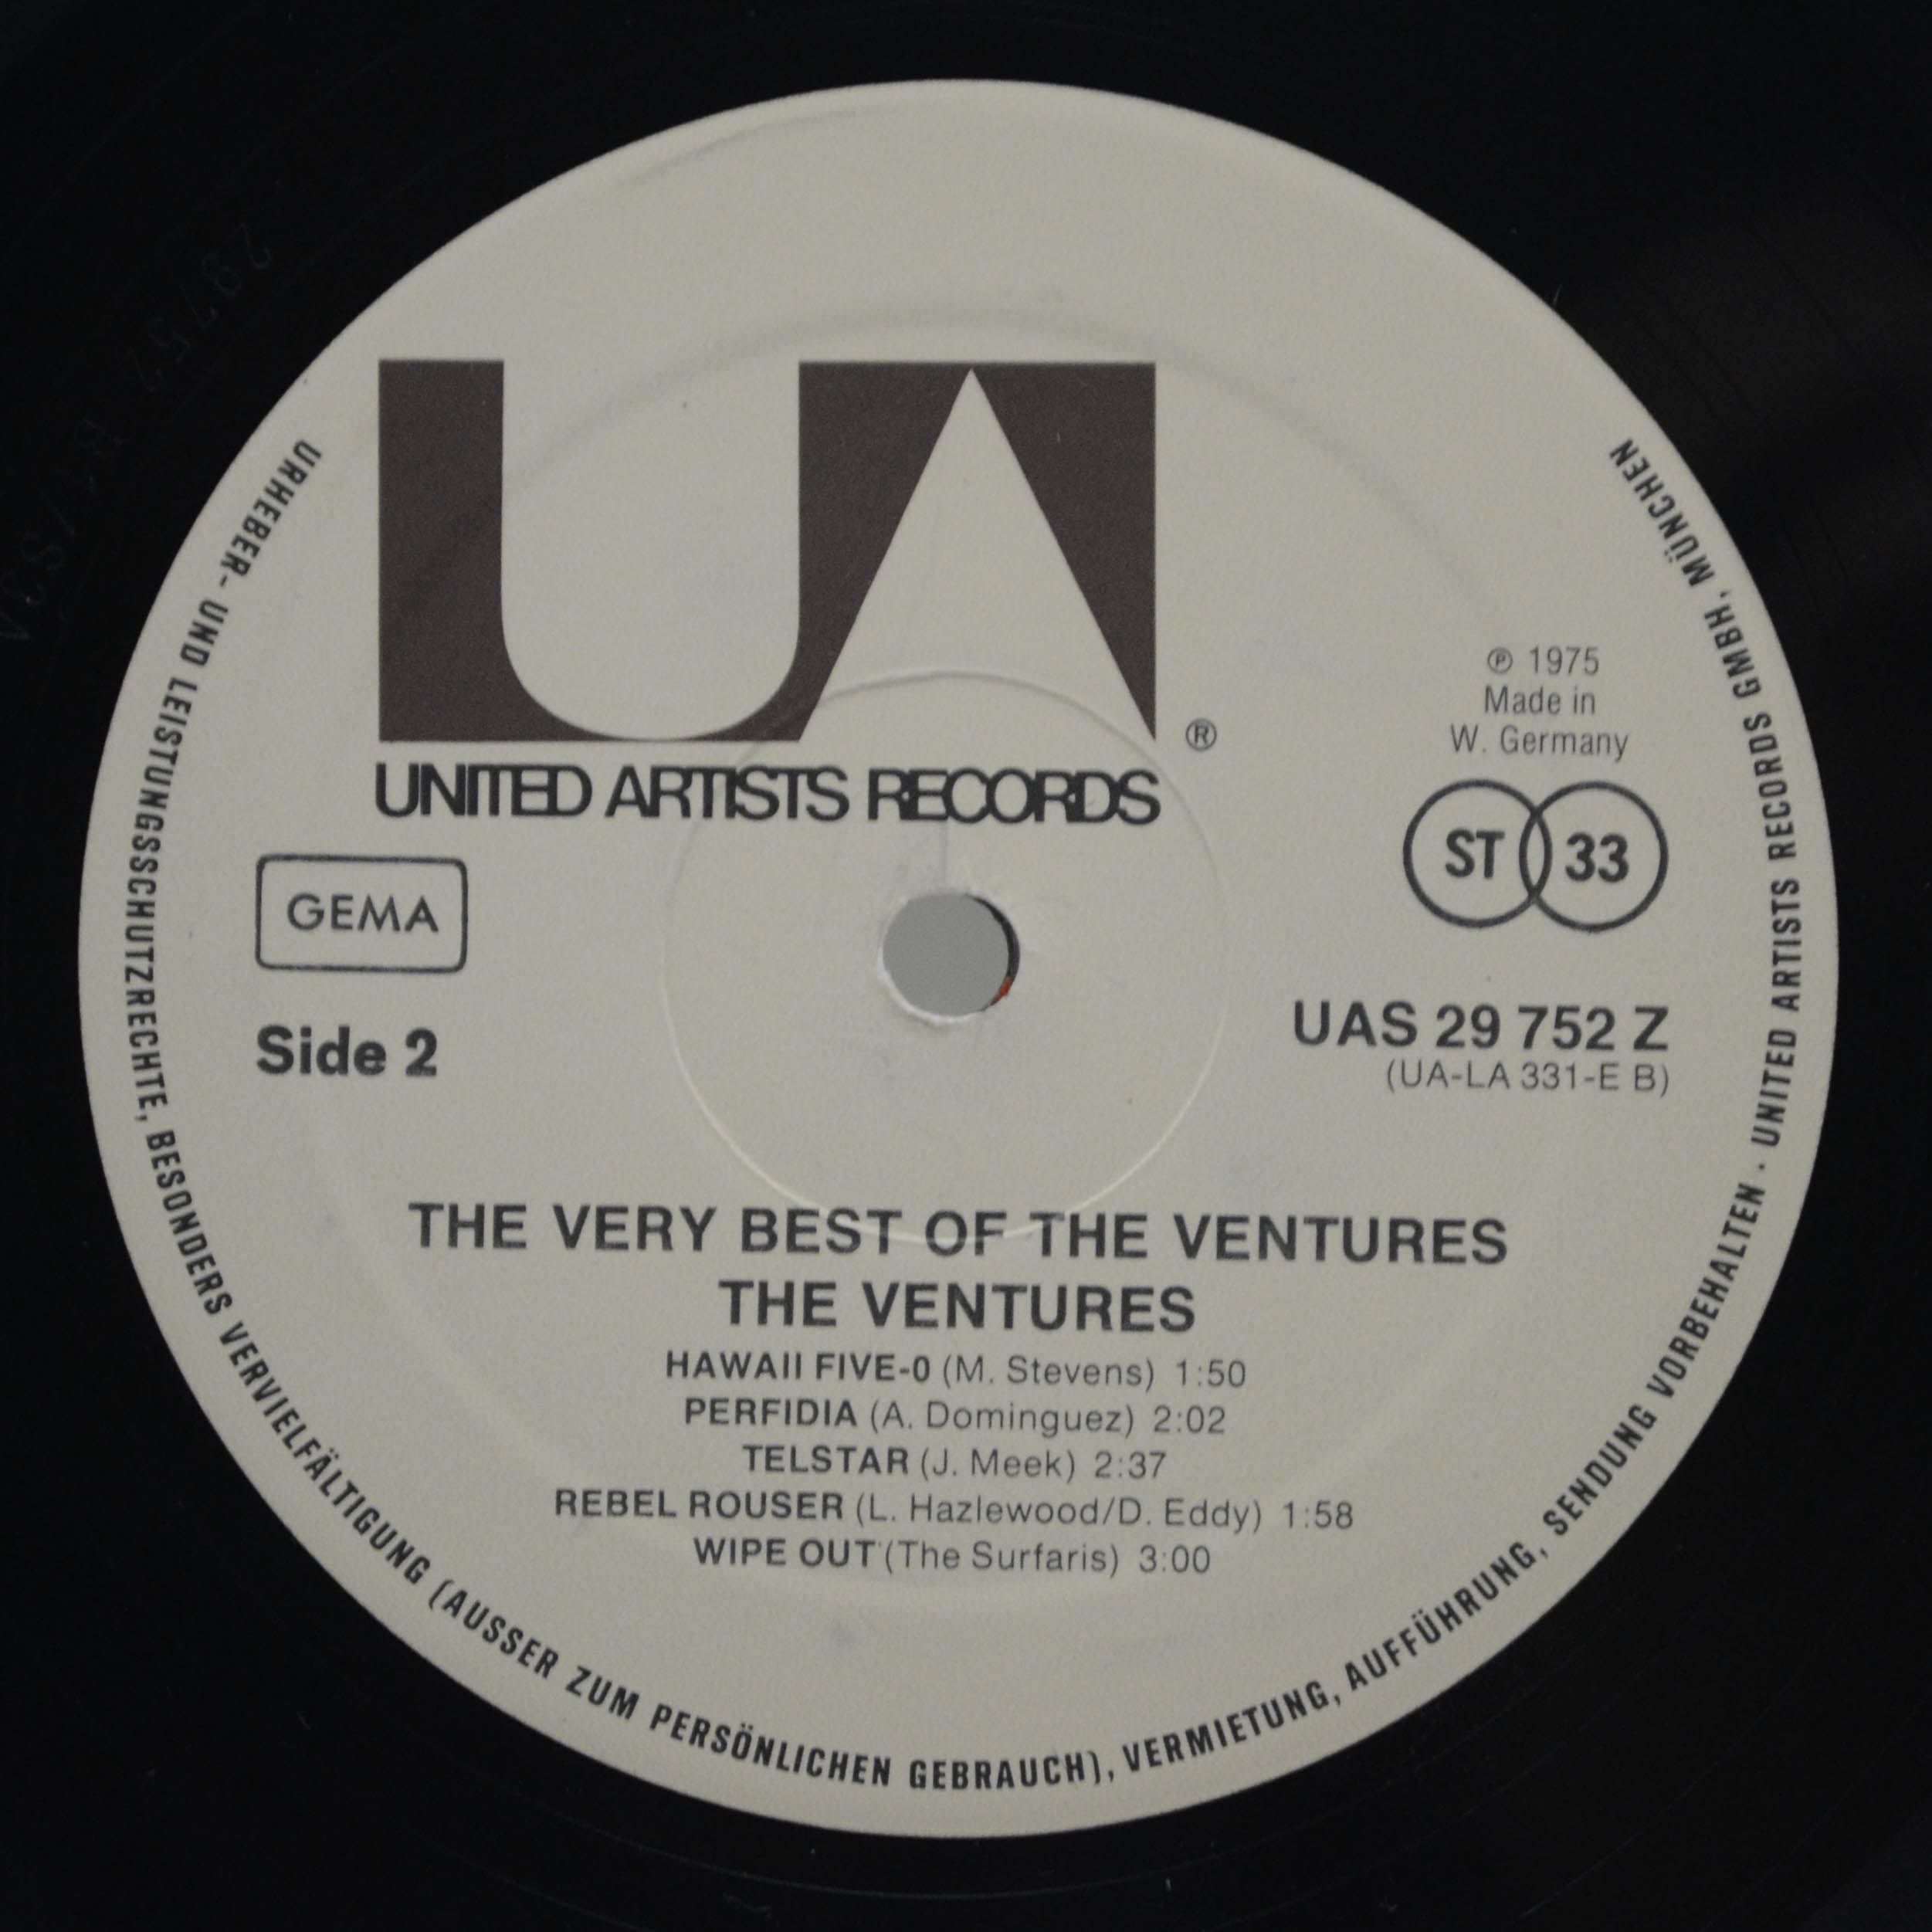 UA
®
UNITED ARTISTS RECORDS
℗ 1975
Made in
W. Germany
GEMA
ST 33
Side 2
UAS 29 752 Z
(UA-LA 331-E B)
THE VERY BEST OF THE VENTURES
THE VENTURES
HAWAII FIVE-0 (M. Stevens) 1:50
PERFIDIA (A. Dominguez) 2:02
TELSTAR (J. Meek) 2:37
REBEL ROUSER (L. Hazlewood/D. Eddy) 1:58
WIPE OUT (The Surfaris) 3:00
URHEBER- UND LEISTUNGSSCHUTZRECHTE, BESONDERS VERVIELFÄLTIGUNG (AUSSER ZUM PERSÖNLICHEN GEBRAUCH), VERMIETUNG, AUFFÜHRUNG, SENDUNG VORBEHALTEN · UNITED ARTISTS RECORDS GMBH, MÜNCHEN